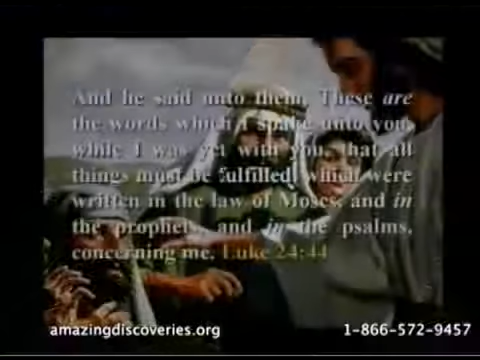 And he said unto them, These are
the words which I spake unto you,
while I was yet with you, that all
things must be fulfilled, which were
written in the law of Moses, and in
the prophets, and in the psalms,
concerning me. Luke 24:44
amazingdiscoveries.org
1-866-572-9457